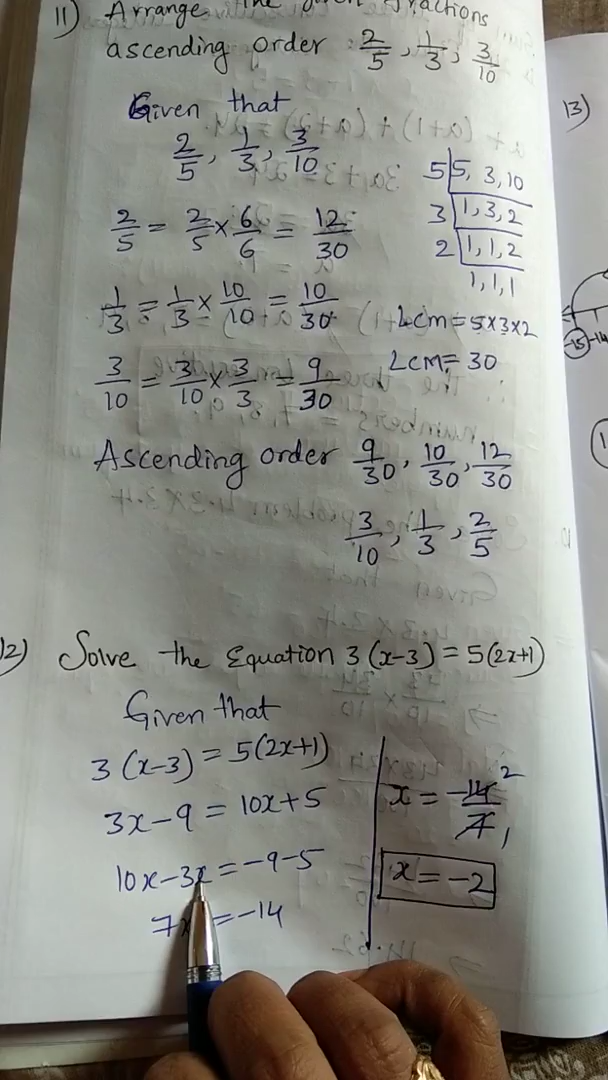 11) Arrange the given fractions
ascending order : 2/5, 1/3, 3/10
Given that
2/5, 1/3, 3/10
5 | 5, 3, 10
3 | 1, 3, 2
2 | 1, 1, 2
1, 1, 1
2/5 = 2/5 × 6/6 = 12/30
1/3 = 1/3 × 10/10 = 10/30
LCM = 5×3×2
3/10 = 3/10 × 3/3 = 9/30
LCM = 30
Ascending order 9/30, 10/30, 12/30
3/10, 1/3, 2/5
12) Solve the Equation 3(x-3) = 5(2x+1)
Given that
3(x-3) = 5(2x+1)
3x-9 = 10x+5
10x-3x = -9-5
7x = -14
x = -14/7
2
1
x = -2
13)
-15 -14